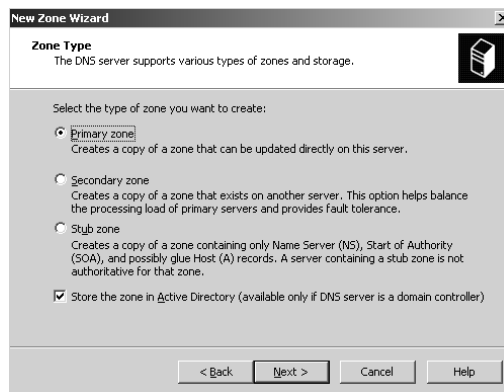 New Zone Wizard
Zone Type
The DNS server supports various types of zones and storage.
Select the type of zone you want to create:
Primary zone
Creates a copy of a zone that can be updated directly on this server.
Secondary zone
Creates a copy of a zone that exists on another server. This option helps balance
the processing load of primary servers and provides fault tolerance.
Stub zone
Creates a copy of a zone containing only Name Server (NS), Start of Authority
(SOA), and possibly glue Host (A) records. A server containing a stub zone is not
authoritative for that zone.
Store the zone in Active Directory (available only if DNS server is a domain controller)
< Back
Next >
Cancel
Help